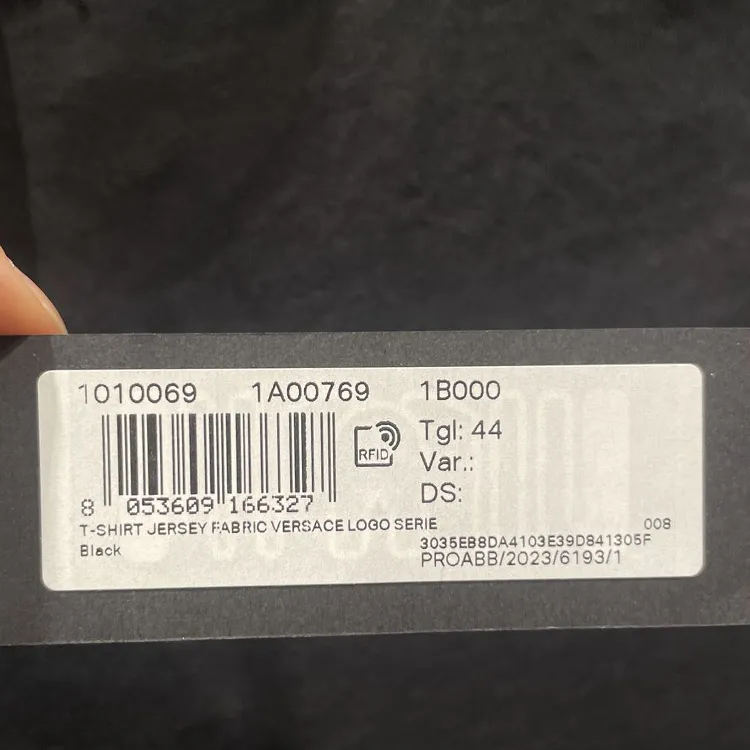 1010069 1A00769 1B000
RFID
Tgl: 44
Var.:
DS:
8 053609 166327
T-SHIRT JERSEY FABRIC VERSACE LOGO SERIE 008
Black
3035EB8DA4103E39D841305F
PROABB/2023/6193/1